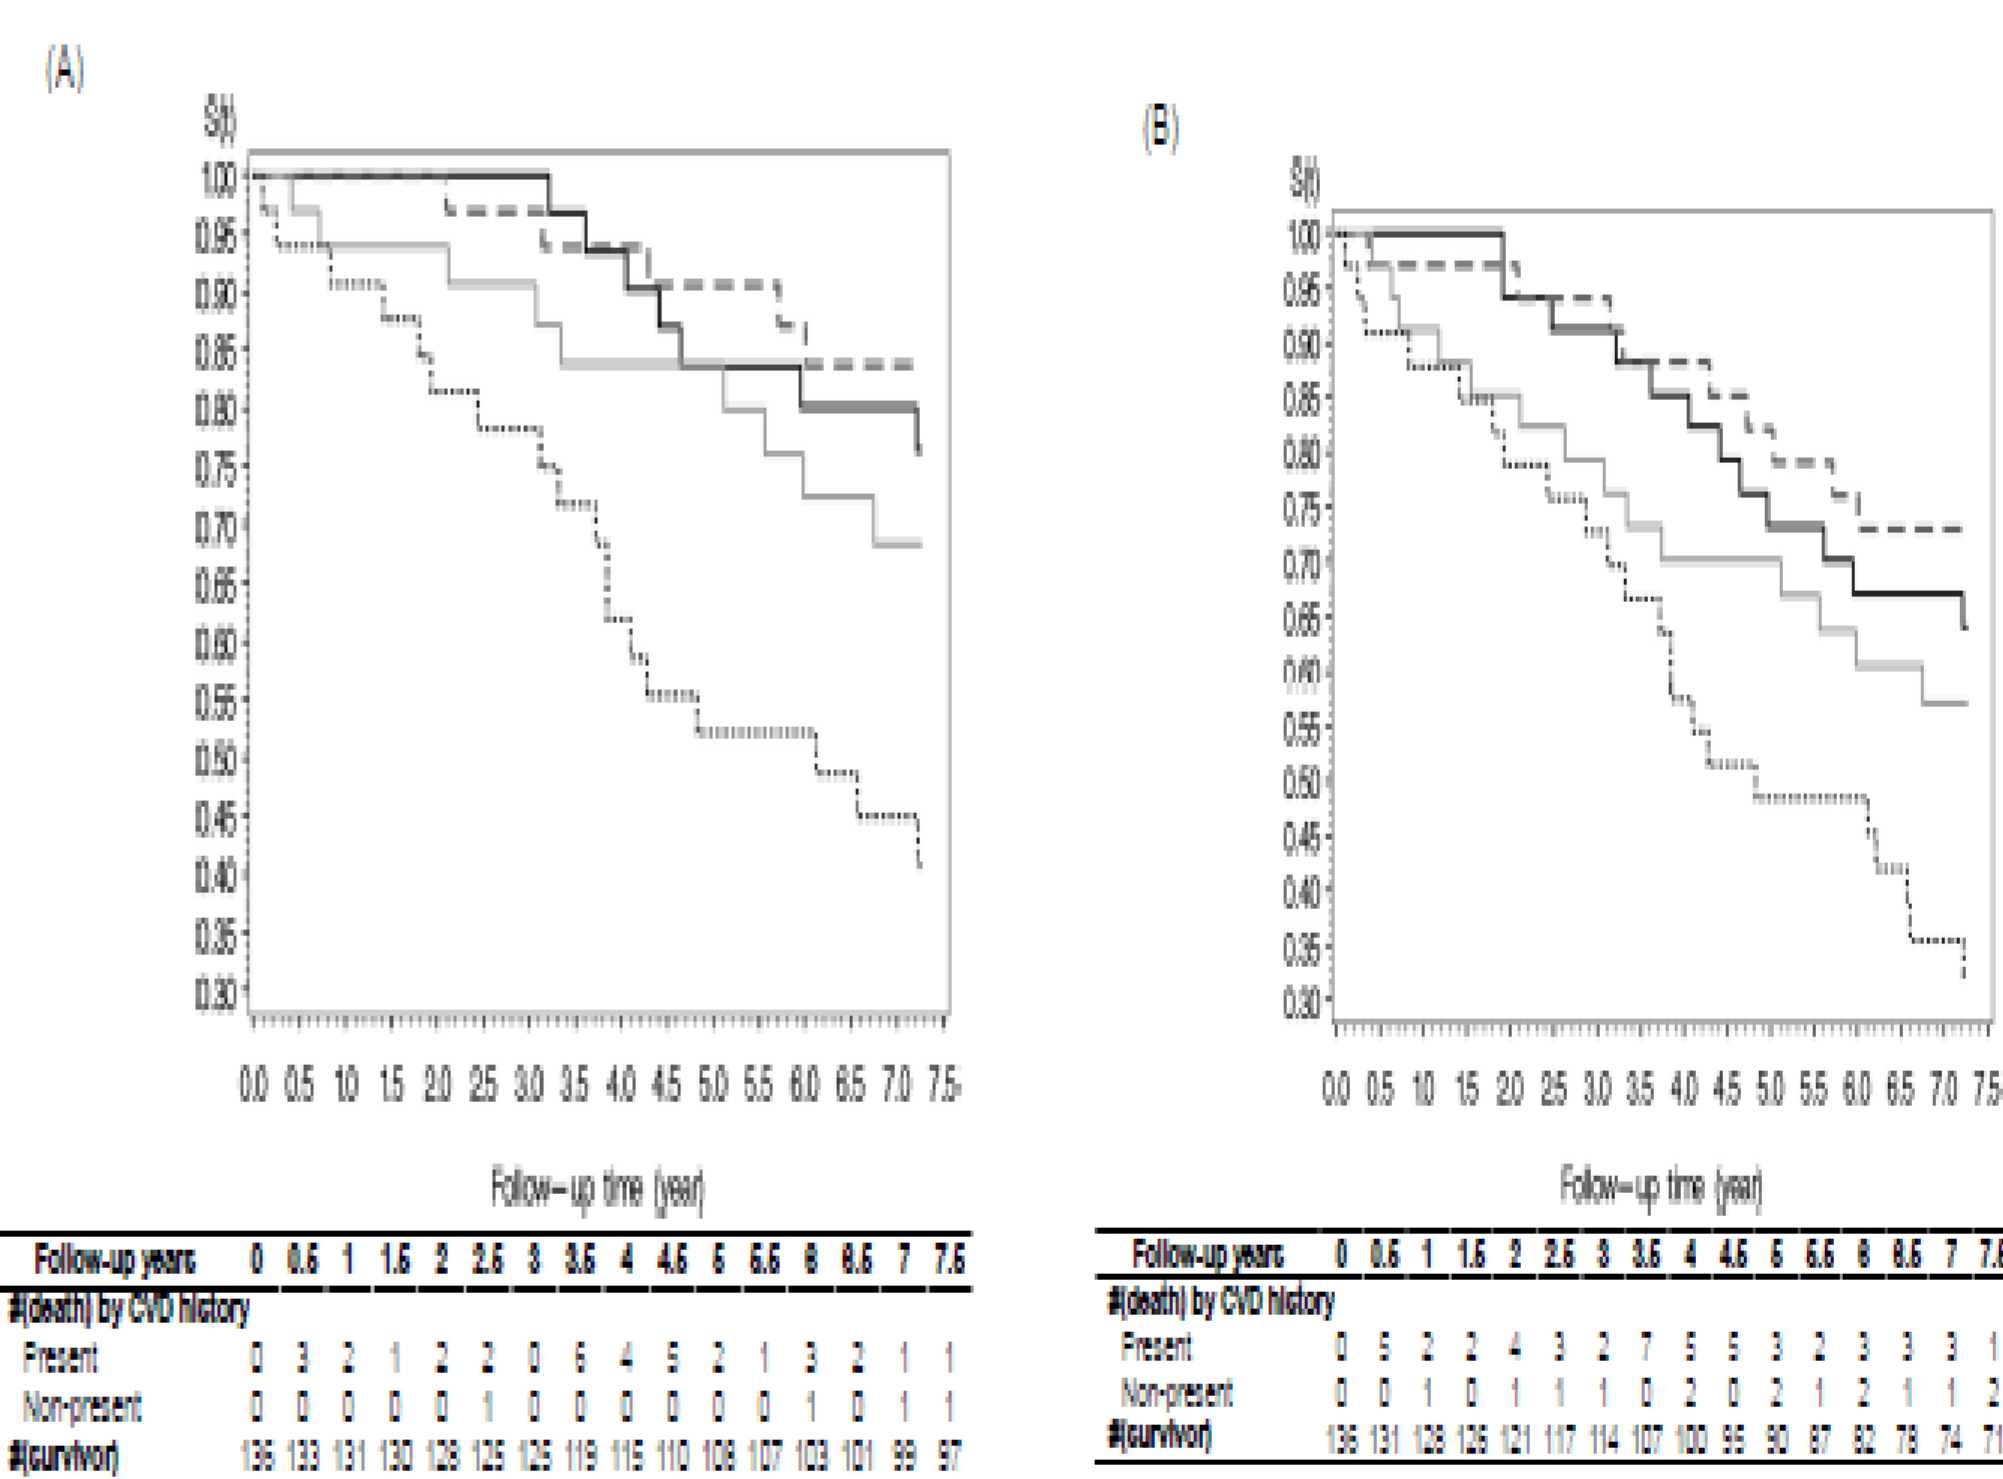 (A)
S(t)
1.00
0.95
0.90
0.85
0.80
0.75
0.70
0.65
0.60
0.55
0.50
0.45
0.40
0.35
0.30
0.0 0.5 1.0 1.5 2.0 2.5 3.0 3.5 4.0 4.5 5.0 5.5 6.0 6.5 7.0 7.5
Follow-up time (year)
Follow-up years 0 0.5 1 1.5 2 2.5 3 3.5 4 4.5 5 5.5 6 6.5 7 7.5
#(death) by CVD history
Present 0 3 2 1 2 2 0 6 4 5 2 1 3 2 1 1
Non-present 0 0 0 0 0 1 0 0 0 0 0 0 1 0 1 1
#(survivor) 136 133 131 130 128 125 125 119 115 110 108 107 103 101 99 97
(B)
S(t)
1.00
0.95
0.90
0.85
0.80
0.75
0.70
0.65
0.60
0.55
0.50
0.45
0.40
0.35
0.30
0.0 0.5 1.0 1.5 2.0 2.5 3.0 3.5 4.0 4.5 5.0 5.5 6.0 6.5 7.0 7.5
Follow-up time (year)
Follow-up years 0 0.5 1 1.5 2 2.5 3 3.5 4 4.5 5 5.5 6 6.5 7 7.5
#(death) by CVD history
Present 0 5 2 2 4 3 2 7 5 5 3 2 3 3 3 1
Non-present 0 0 1 0 1 1 1 0 2 0 2 1 2 1 1 2
#(survivor) 136 131 128 126 121 117 114 107 100 95 90 87 82 78 74 71